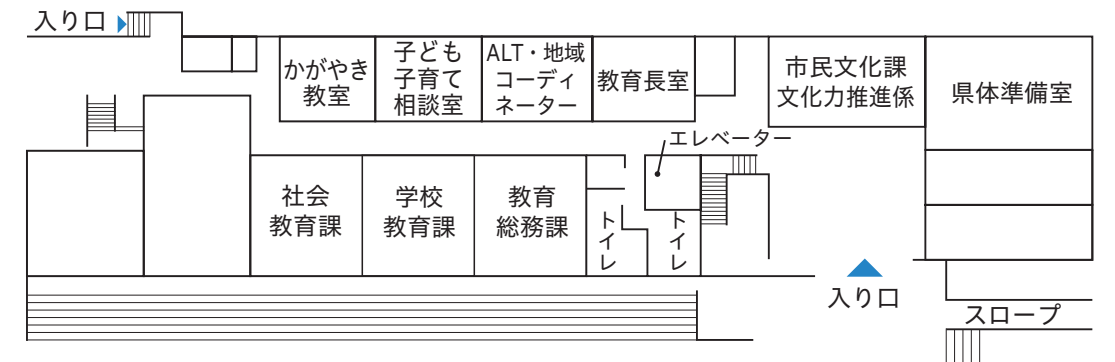 入り口
かがやき
教室
子ども
子育て
相談室
ALT・地域
コーディ
ネーター
教育長室
市民文化課
文化力推進係
県体準備室
エレベーター
社会
教育課
学校
教育課
教育
総務課
トイレ
トイレ
入り口
スロープ